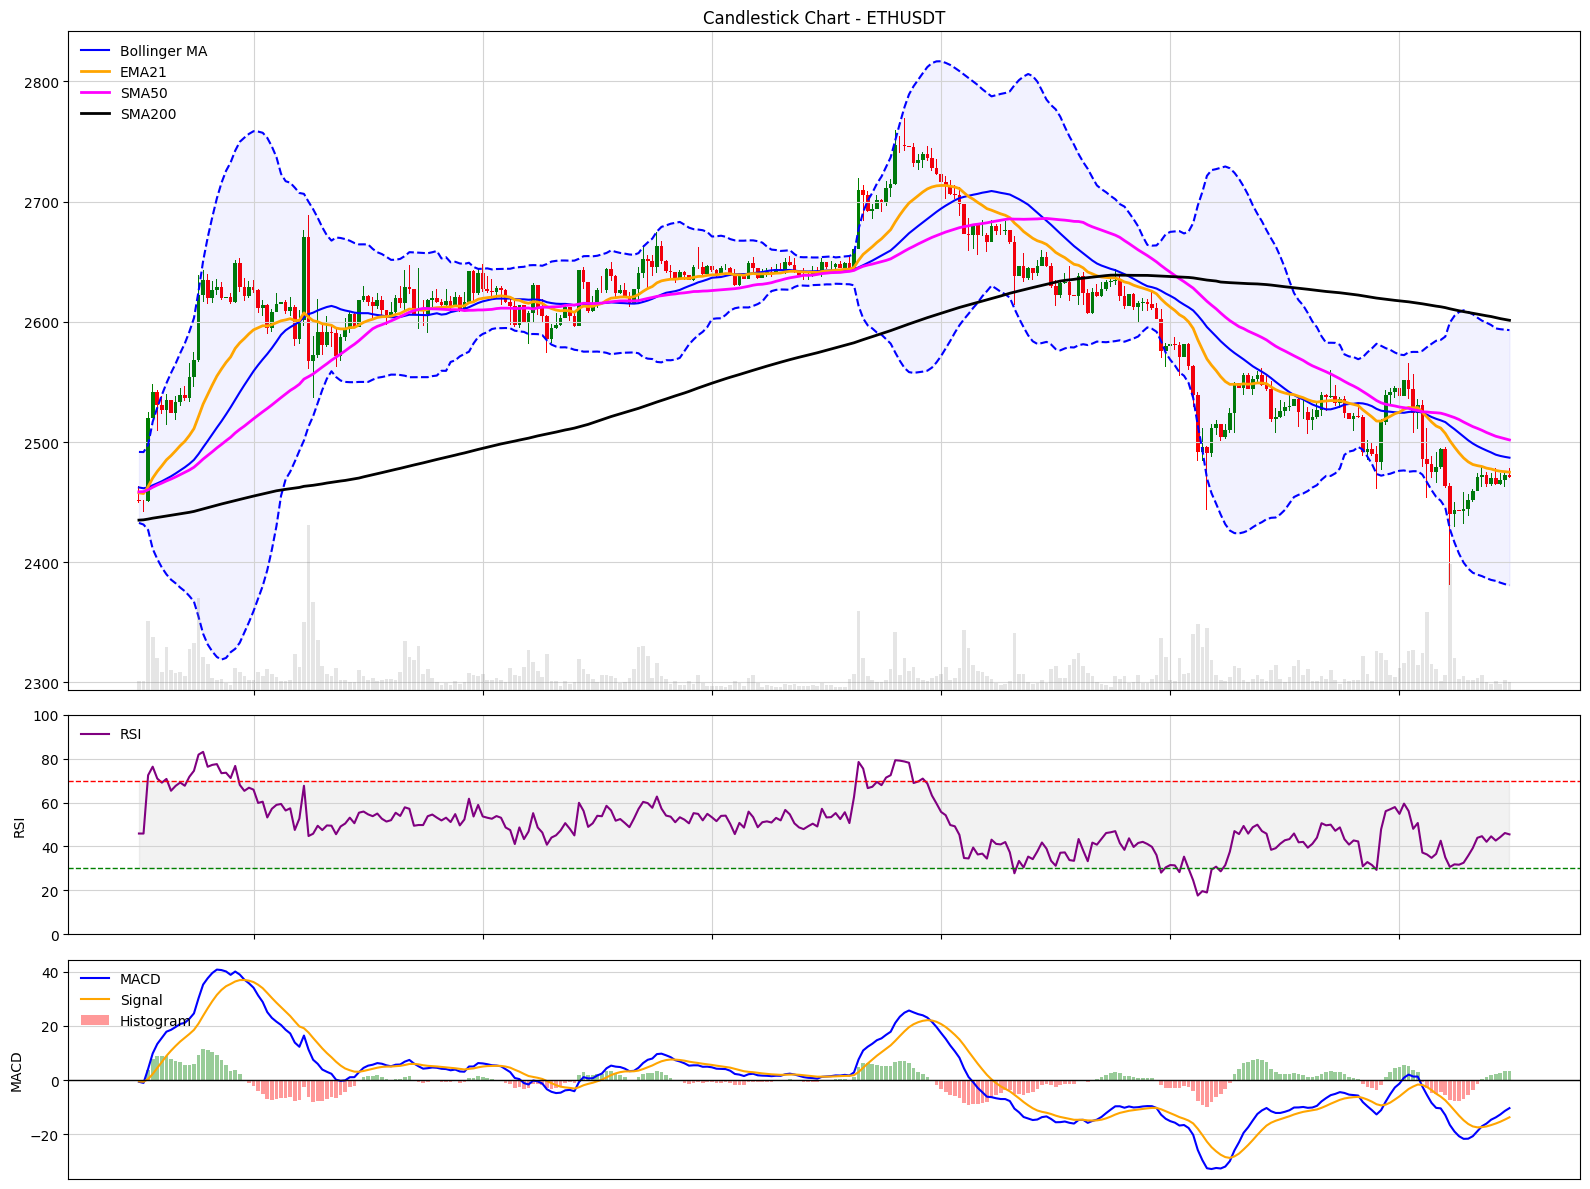 Candlestick Chart - ETHUSDT
Bollinger MA
EMA21
SMA50
SMA200
2800
2700
2600
2500
2400
2300
RSI
100
80
60
40
20
0
RSI
MACD
Signal
Histogram
40
20
0
−20
MACD